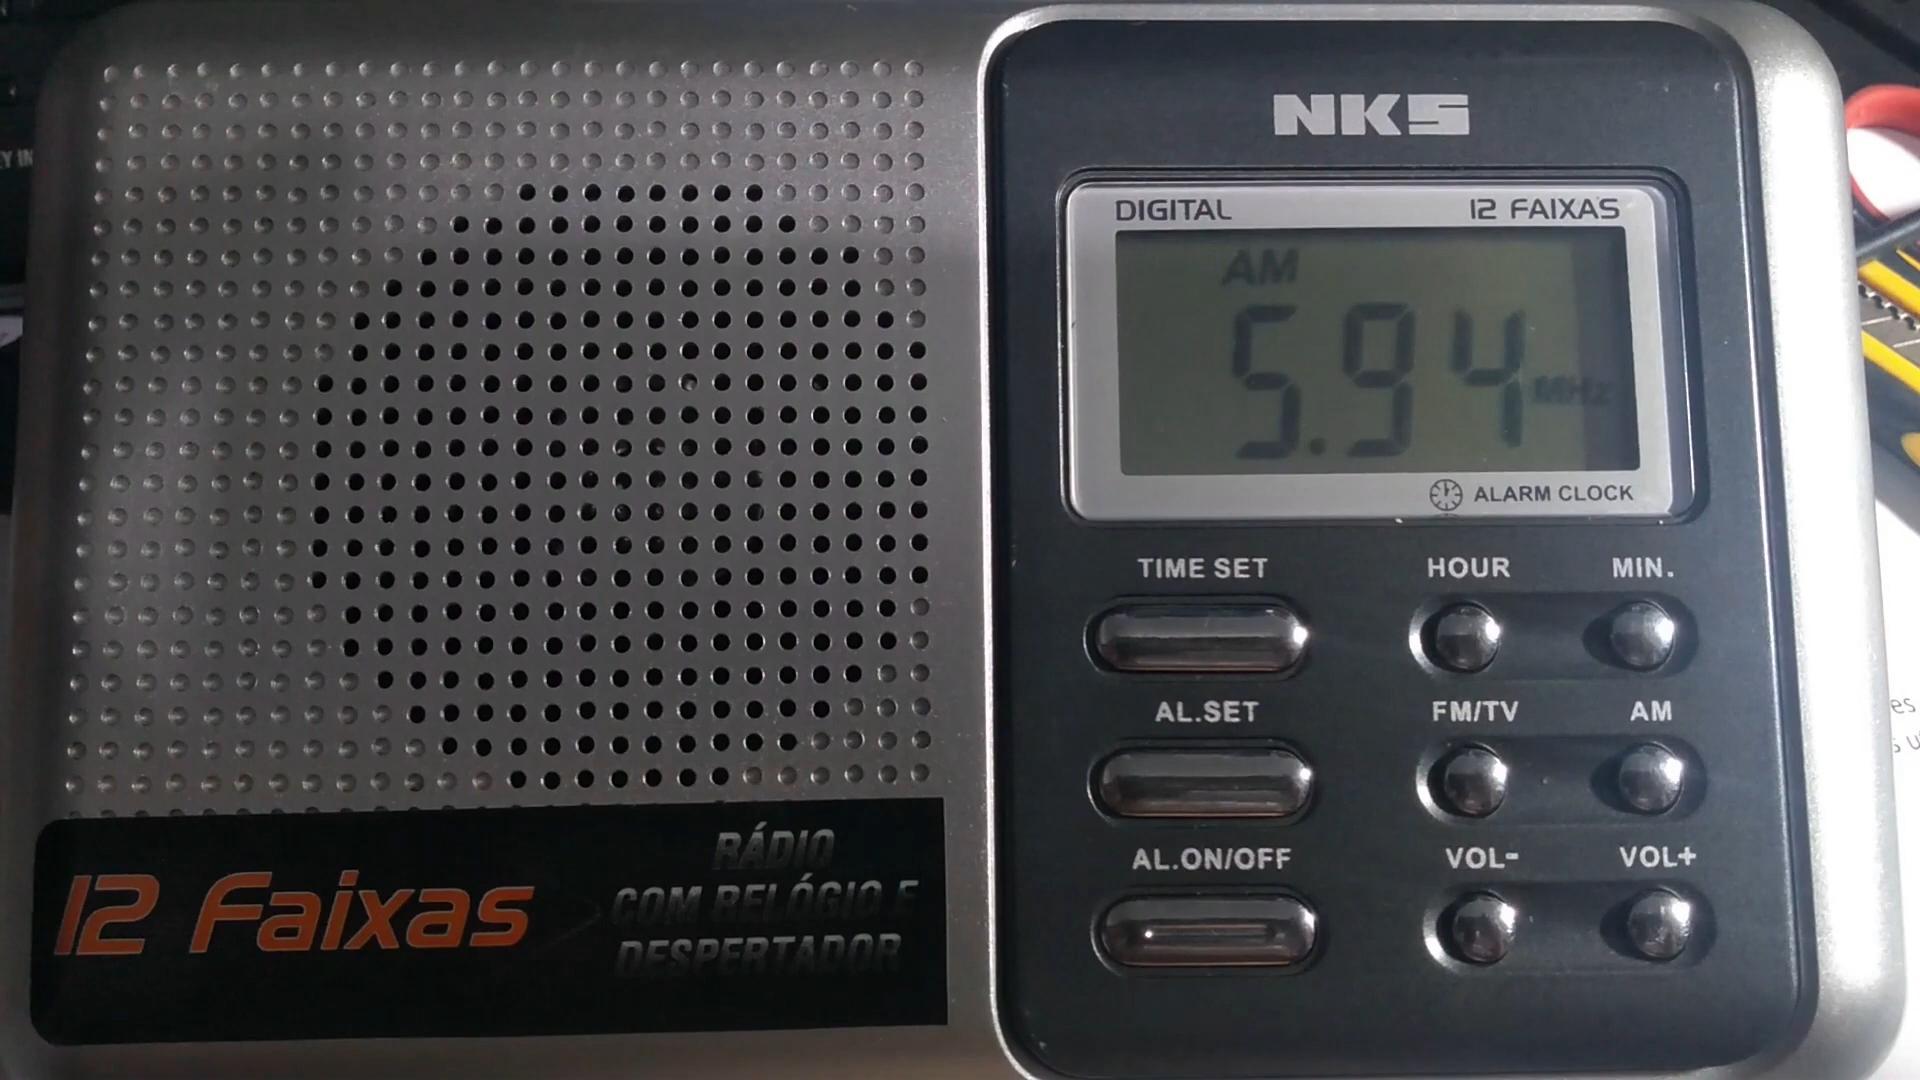 NKS
DIGITAL 12 FAIXAS
AM
5.94 MHz
ALARM CLOCK
TIME SET HOUR MIN.
AL.SET FM/TV AM
AL.ON/OFF VOL- VOL+
12 Faixas
RÁDIO
COM RELÓGIO E
DESPERTADOR